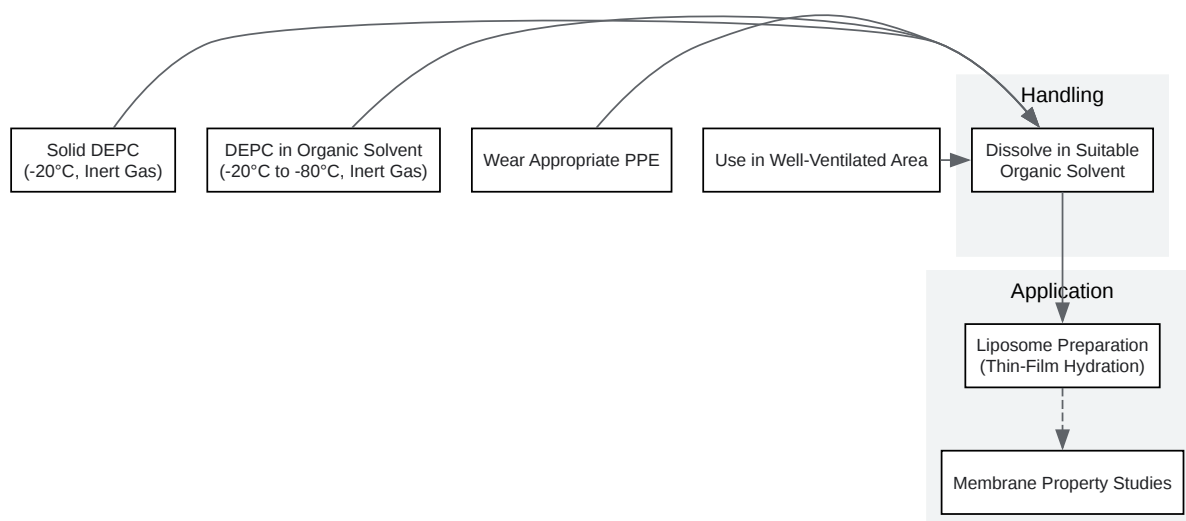 Handling
Solid DEPC
(-20°C, Inert Gas)
DEPC in Organic Solvent
(-20°C to -80°C, Inert Gas)
Wear Appropriate PPE
Use in Well-Ventilated Area
Dissolve in Suitable
Organic Solvent
Application
Liposome Preparation
(Thin-Film Hydration)
Membrane Property Studies